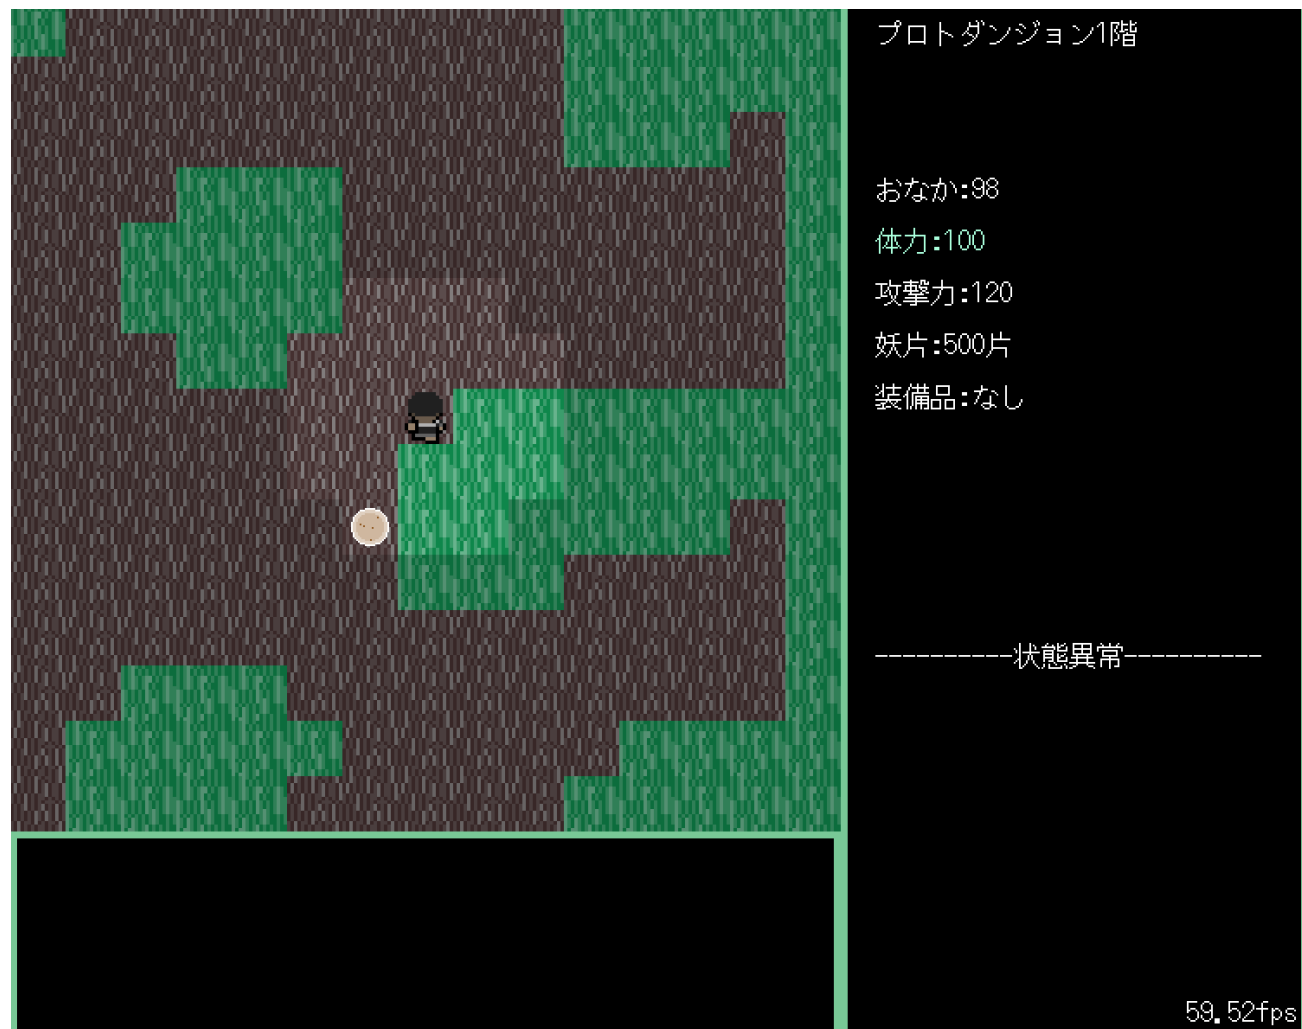 プロトダンジョン1階
おなか:98
体力:100
攻撃力:120
妖片:500片
装備品:なし
----------状態異常----------
59.52fps